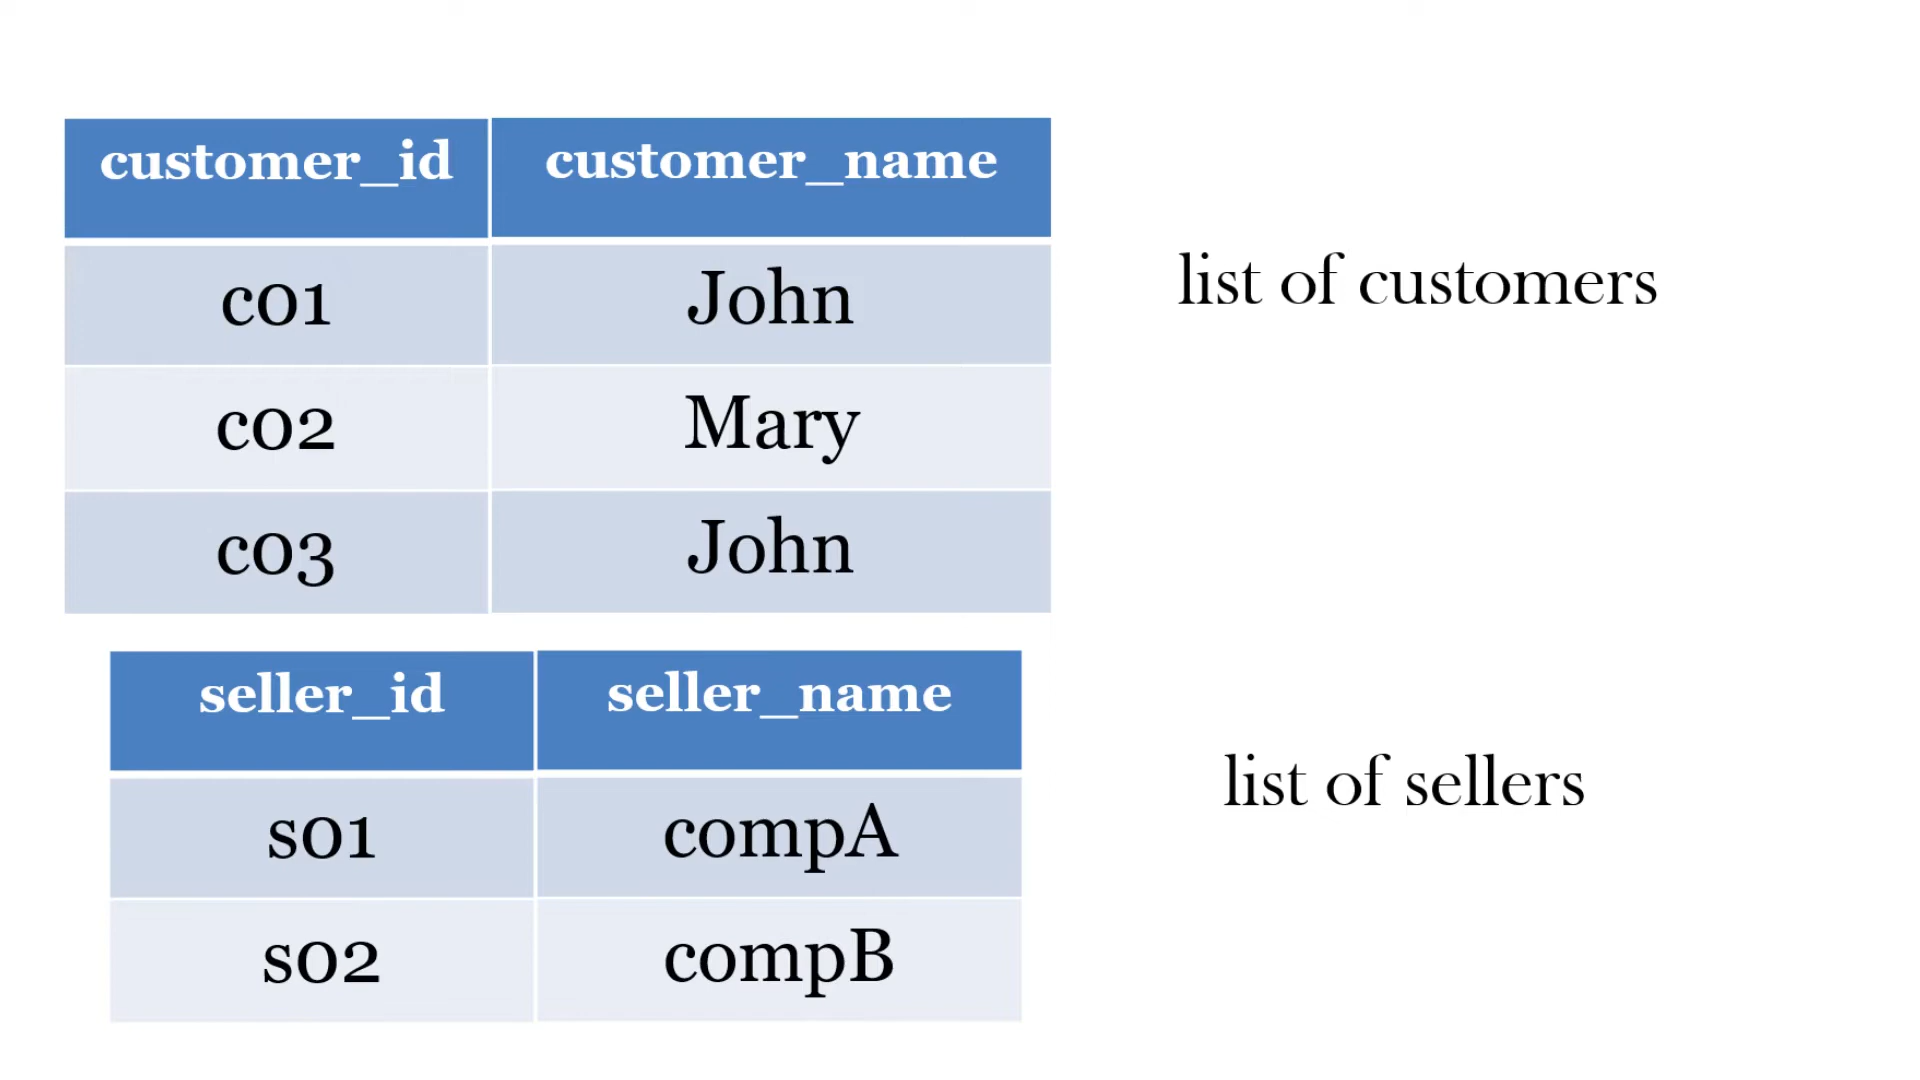 customer_id customer_name
c01 John
list of customers
c02 Mary
c03 John
seller_id seller_name
s01 compA
list of sellers
s02 compB